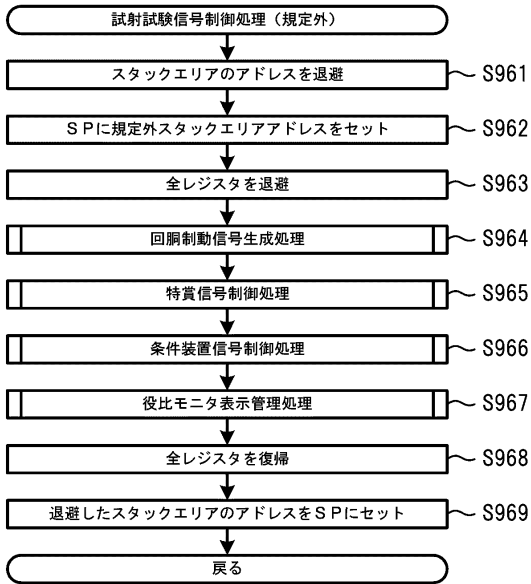 試射試験信号制御処理（規定外）
スタックエリアのアドレスを退避 S961
ＳＰに規定外スタックエリアアドレスをセット S962
全レジスタを退避 S963
回胴制動信号生成処理 S964
特賞信号制御処理 S965
条件装置信号制御処理 S966
役比モニタ表示管理処理 S967
全レジスタを復帰 S968
退避したスタックエリアのアドレスをＳＰにセット S969
戻る